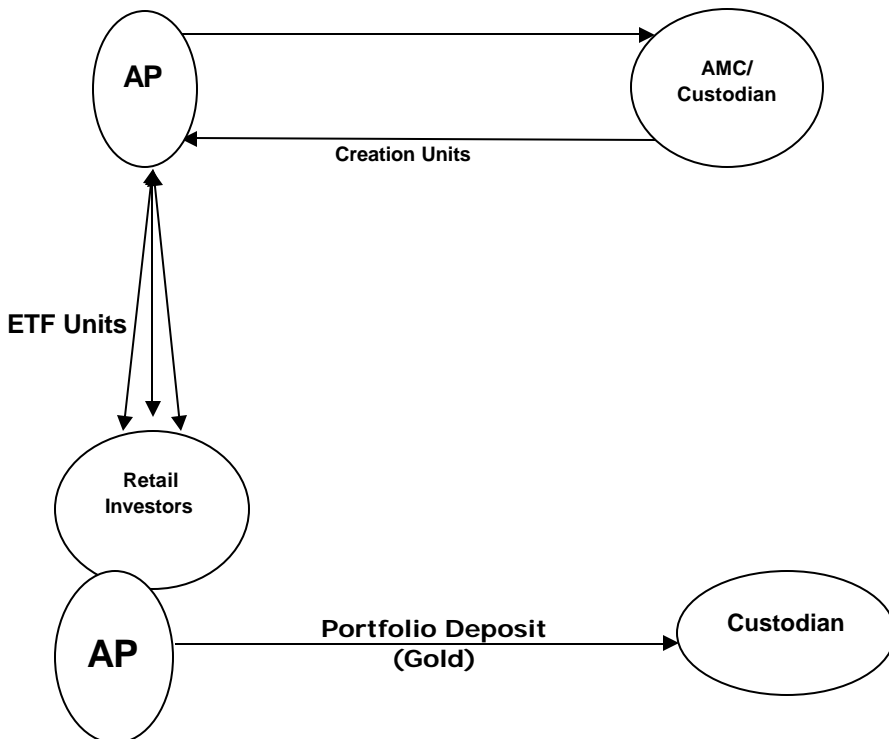 AP
AMC/
Custodian
Creation Units
ETF Units
Retail
Investors
AP
Portfolio Deposit
(Gold)
Custodian